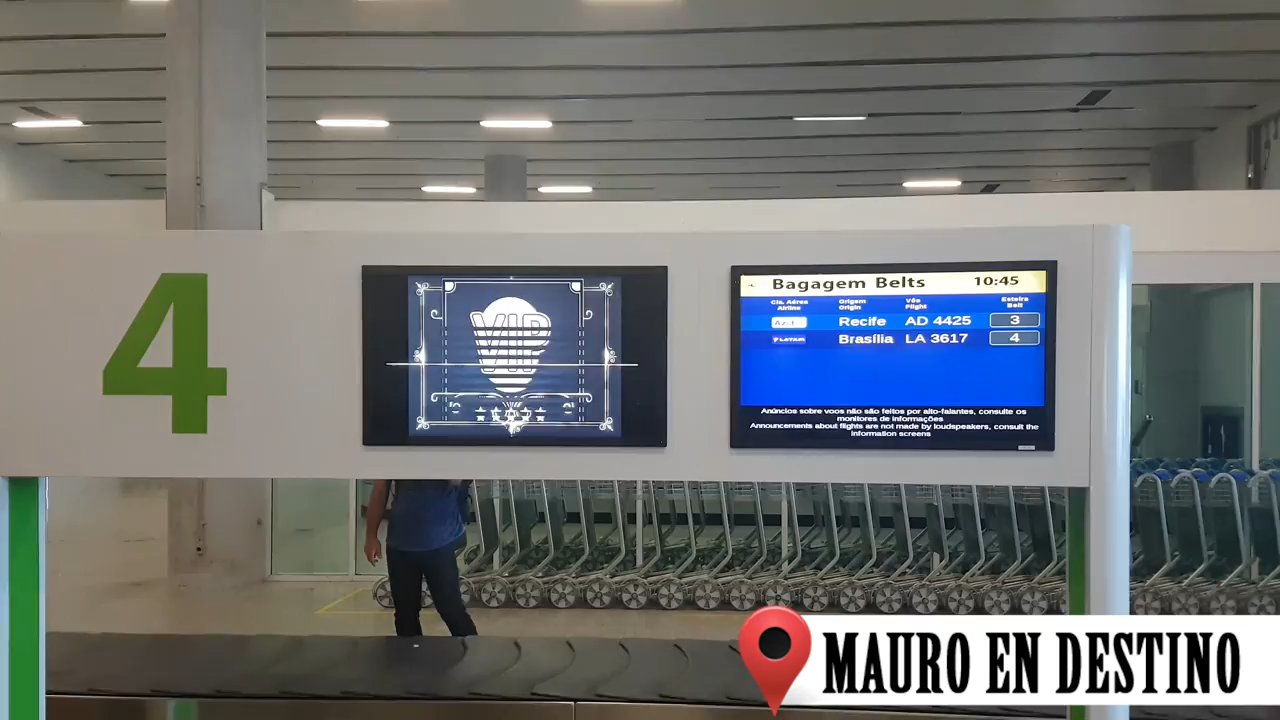 4
VIP
VIP
Bagagem Belts 10:45
Cia. Aérea Origem Vôo Esteira
Airline Origin Flight Belt
Azul Recife AD 4425 3
LATAM Brasília LA 3617 4
Anúncios sobre voos não são feitos por alto-falantes, consulte os
monitores de informações
Announcements about flights are not made by loudspeakers, consult the
information screens
MAURO EN DESTINO